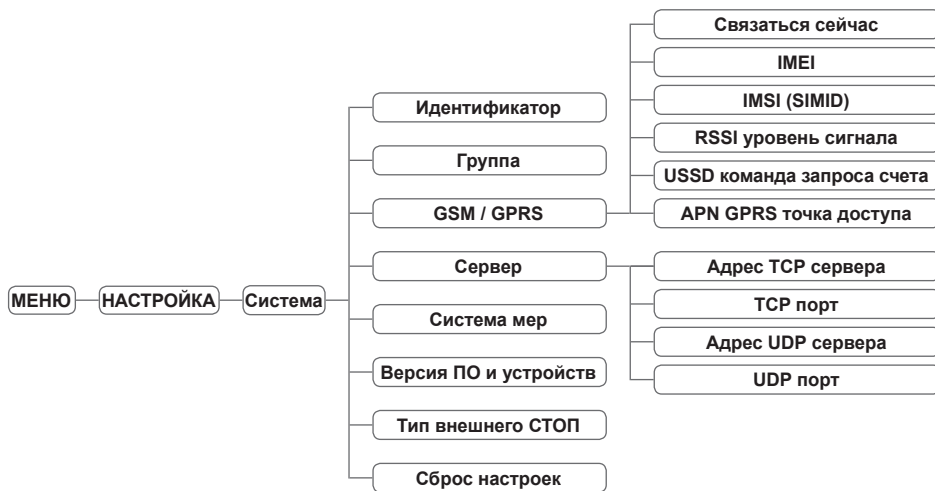 Связаться сейчас
IMEI
IMSI (SIMID)
Идентификатор
RSSI уровень сигнала
Группа
USSD команда запроса счета
GSM / GPRS
APN GPRS точка доступа
Сервер
Адрес TCP сервера
МЕНЮ
НАСТРОЙКА
Система
TCP порт
Система мер
Адрес UDP сервера
Версия ПО и устройств
UDP порт
Тип внешнего СТОП
Сброс настроек